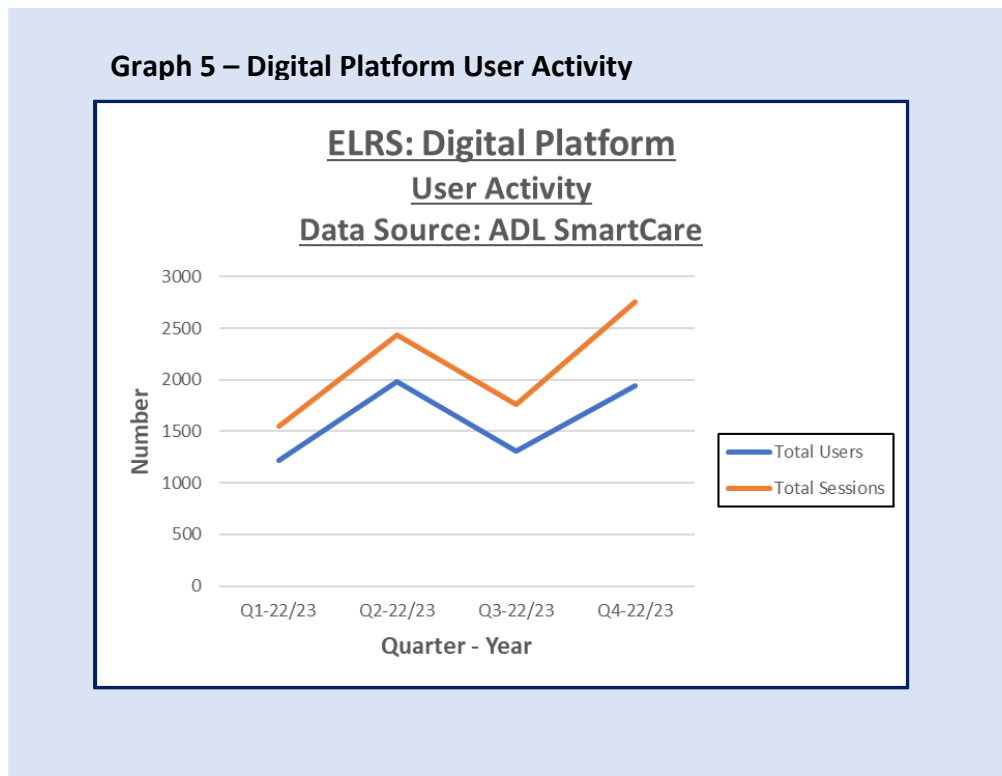 Graph 5 – Digital Platform User Activity
ELRS: Digital Platform
User Activity
Data Source: ADL SmartCare
3000
2500
2000
1500
1000
500
0
Number
Q1-22/23 Q2-22/23 Q3-22/23 Q4-22/23
Quarter - Year
Total Users
Total Sessions